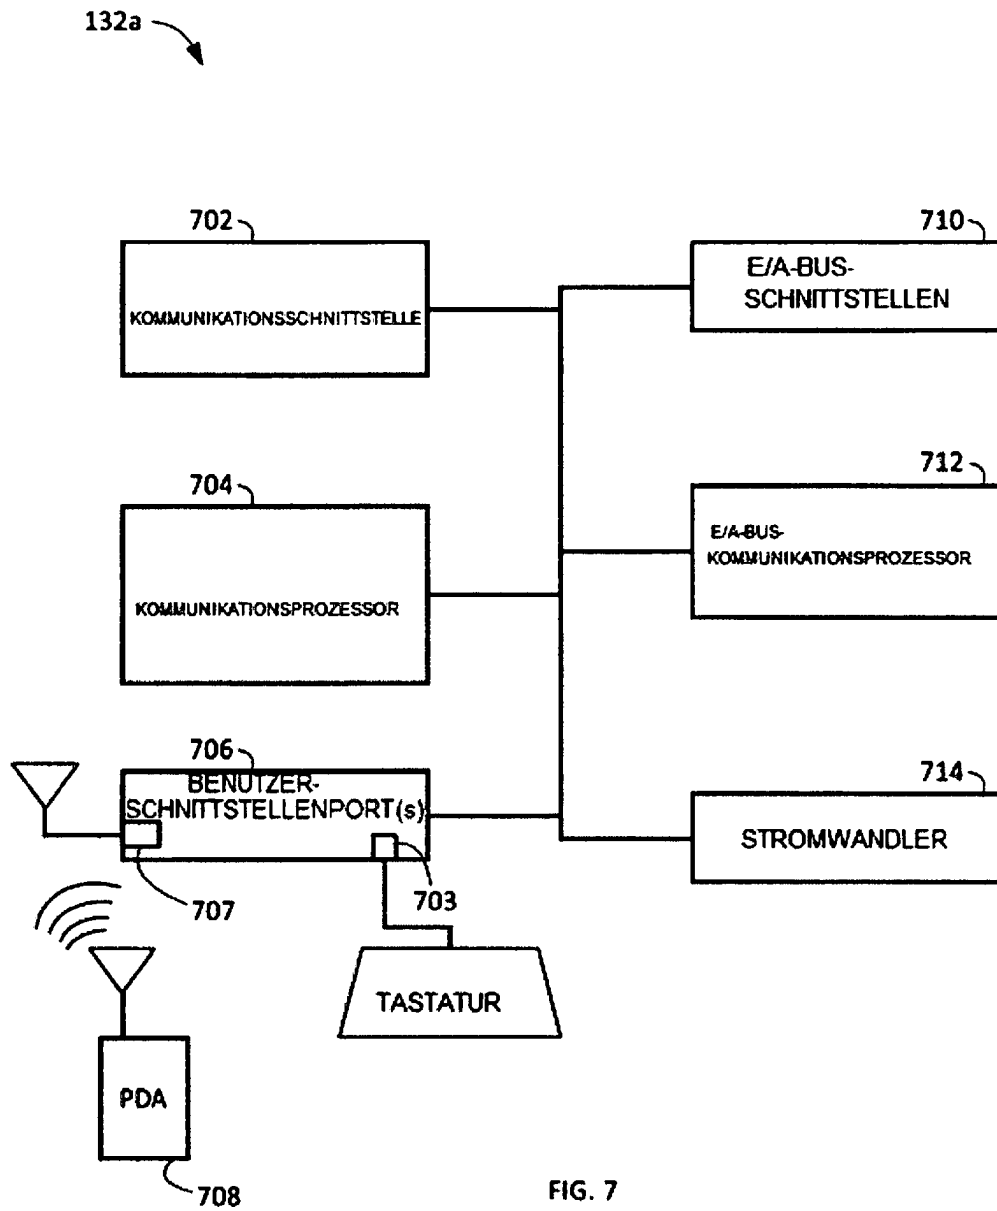 132a
702
KOMMUNIKATIONSSCHNITTSTELLE
710
E/A-BUS-
SCHNITTSTELLEN
704
KOMMUNIKATIONSPROZESSOR
712
E/A-BUS-
KOMMUNIKATIONSPROZESSOR
706
BENUTZER-
SCHNITTSTELLENPORT(s)
714
STROMWANDLER
707
703
TASTATUR
PDA
708
FIG. 7